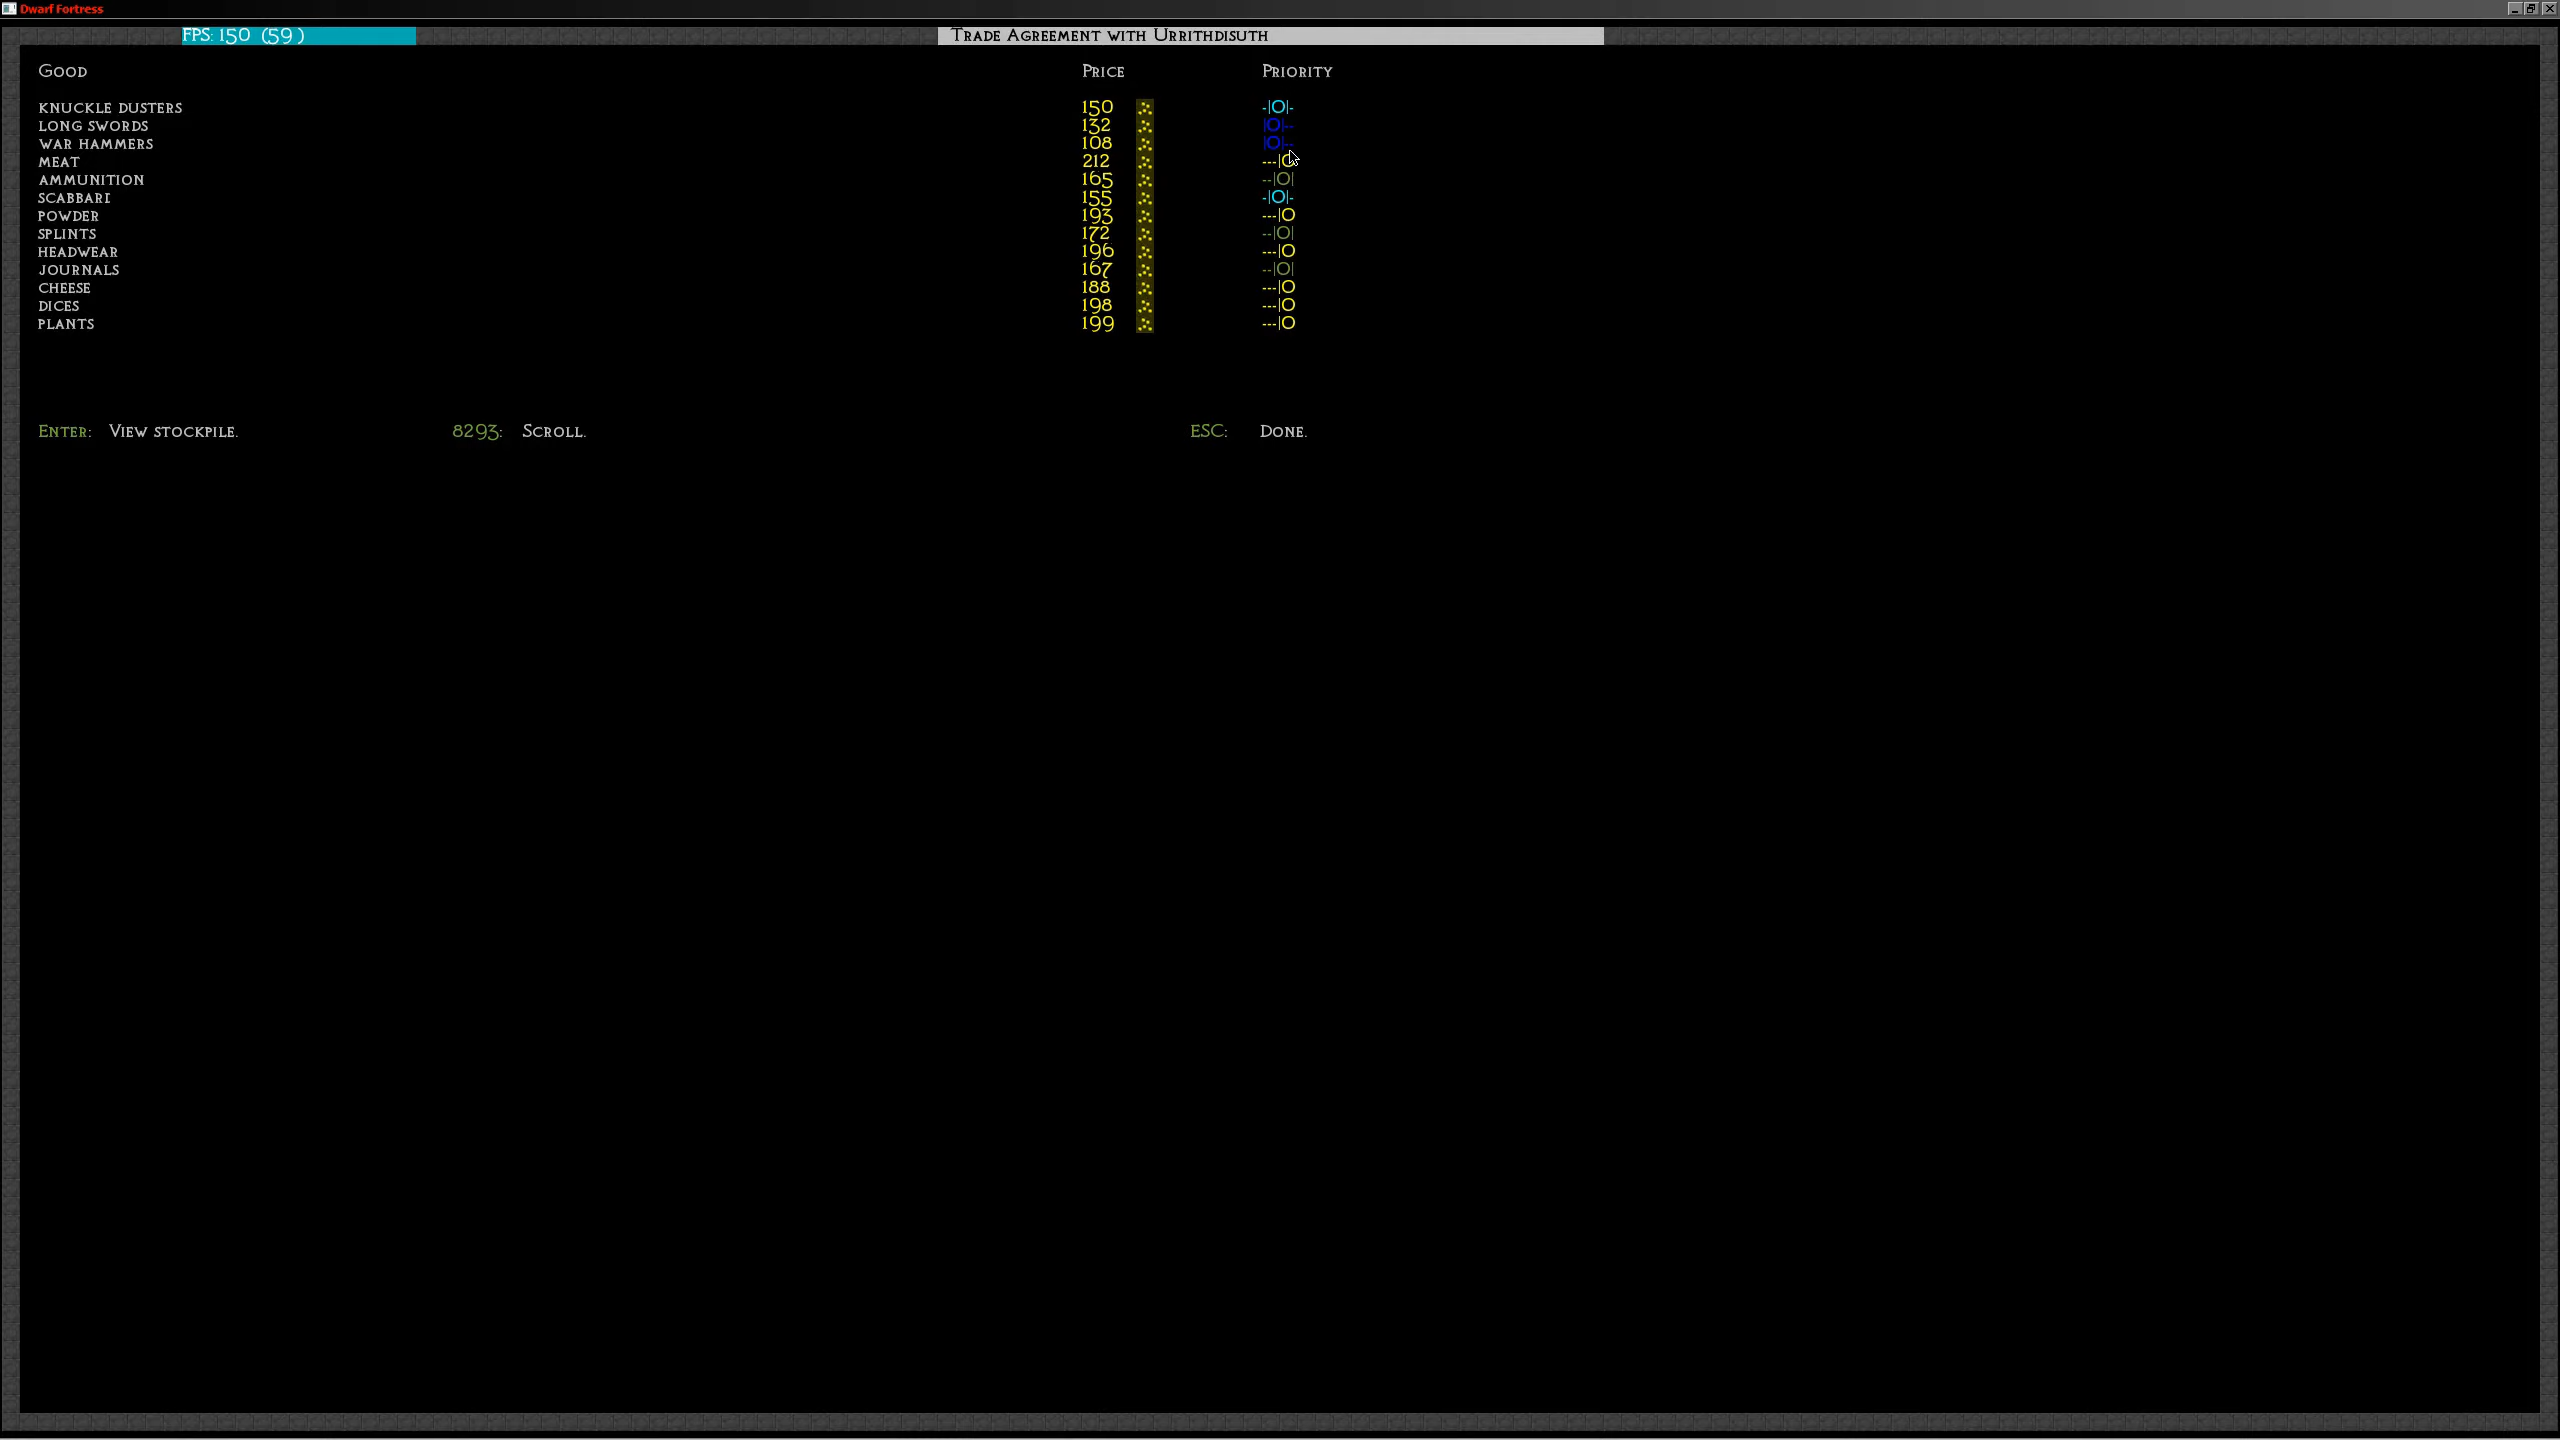 Dwarf Fortress
FPS: 150 (59)
Trade Agreement with Urrithdisuth
Good Price Priority
knuckle dusters 150 -|O|-
long swords 132 |O|--
war hammers 108 |O|--
meat 212 ---|O
ammunition 165 --|O|
scabbari 155 -|O|-
powder 193 ---|O
splints 172 --|O|
headwear 196 ---|O
journals 167 --|O|
cheese 188 ---|O
dices 198 ---|O
plants 199 ---|O
Enter: View stockpile. 8293: Scroll. ESC: Done.